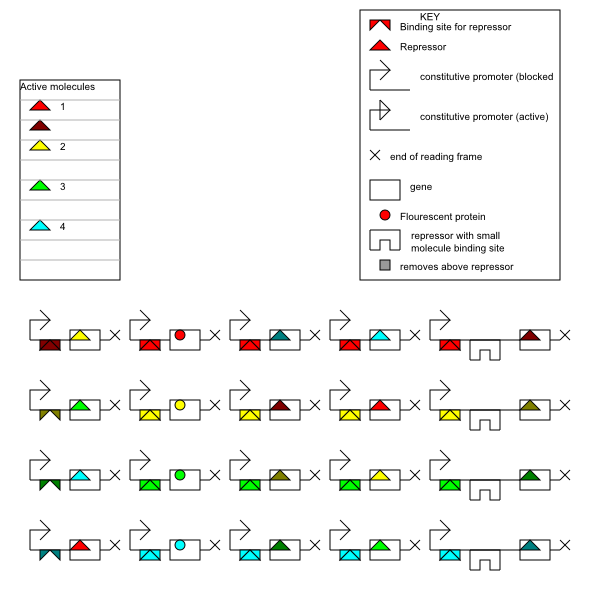 KEY
Binding site for repressor
Repressor
constitutive promoter (blocked
constitutive promoter (active)
end of reading frame
gene
Flourescent protein
repressor with small
molecule binding site
removes above repressor
Active molecules
1
2
3
4